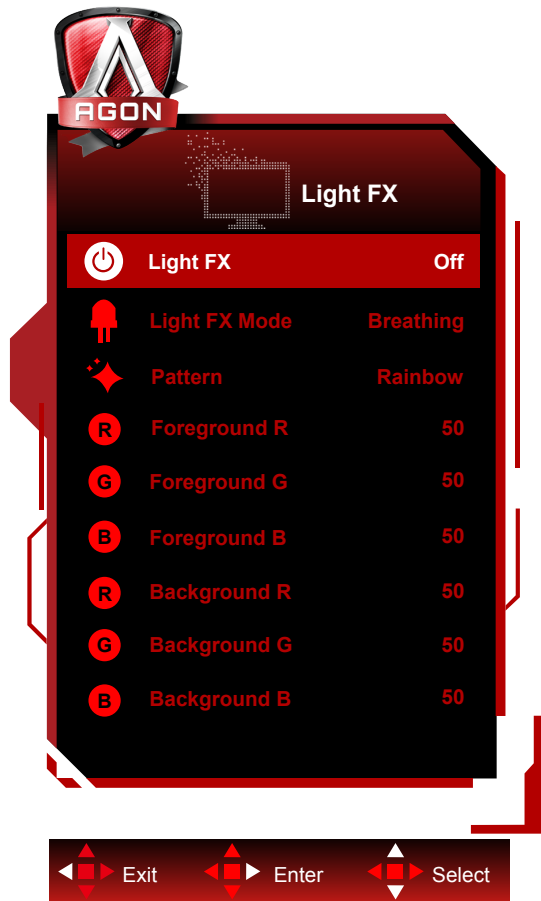 AGON
Light FX
Light FX Off
Light FX Mode Breathing
Pattern Rainbow
R Foreground R 50
G Foreground G 50
B Foreground B 50
R Background R 50
G Background G 50
B Background B 50
Exit Enter Select